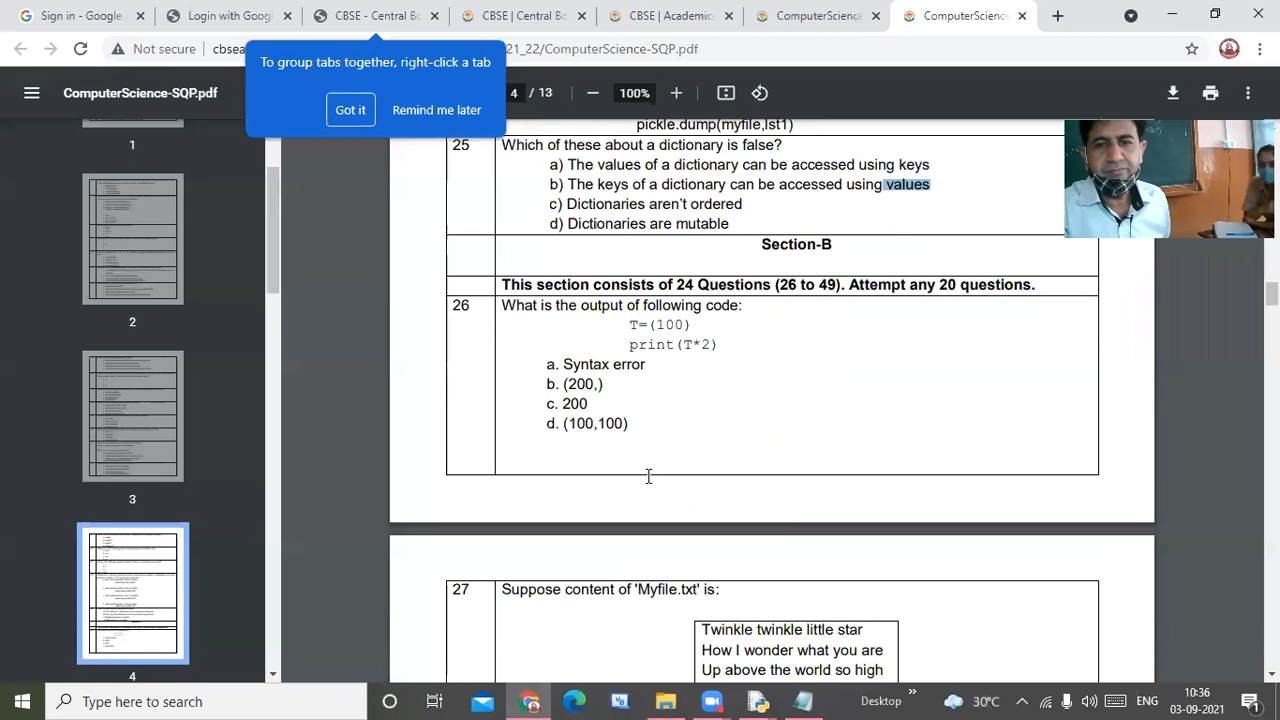 Sign in - Google
Login with Goog
CBSE - Central Bo
CBSE | Central B
CBSE | Academic
ComputerScience
ComputerScience
Not secure
cbsea
21_22/ComputerScience-SQP.pdf
To group tabs together, right-click a tab
Got it
Remind me later
ComputerScience-SQP.pdf
4 / 13
100%
1
2
3
4
pickle.dump(myfile,lst1)
25 Which of these about a dictionary is false?
a) The values of a dictionary can be accessed using keys
b) The keys of a dictionary can be accessed using values
c) Dictionaries aren't ordered
d) Dictionaries are mutable
Section-B
This section consists of 24 Questions (26 to 49). Attempt any 20 questions.
26 What is the output of following code:
T=(100)
print(T*2)
a. Syntax error
b. (200,)
c. 200
d. (100,100)
27 Suppose content of 'Myfile.txt' is:
Twinkle twinkle little star
How I wonder what you are
Up above the world so high
Type here to search
Desktop
30°C
ENG
10:36
03-09-2021